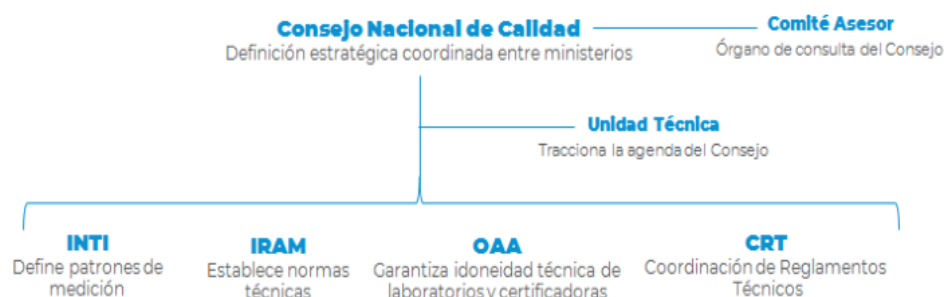 Consejo Nacional de Calidad
Definición estratégica coordinada entre ministerios
Comité Asesor
Órgano de consulta del Consejo
Unidad Técnica
Tracciona la agenda del Consejo
INTI
Define patrones de
medición
IRAM
Establece normas
técnicas
OAA
Garantiza idoneidad técnica de
laboratorios y certificadoras
CRT
Coordinación de Reglamentos
Técnicos